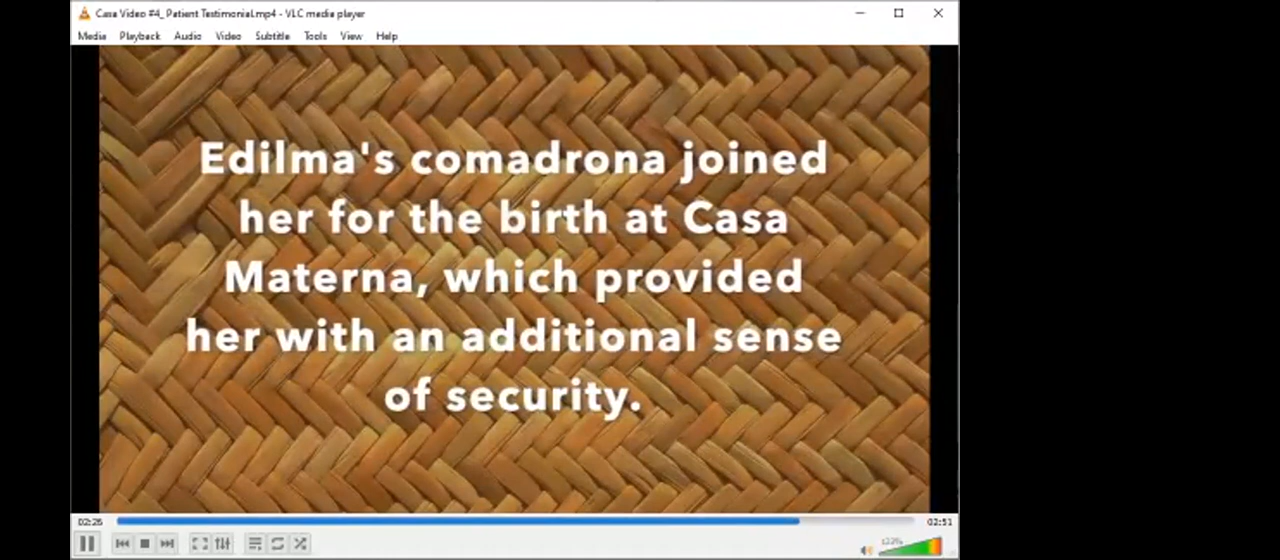 Casa Video #4_ Patient Testimonial.mp4 - VLC media player
Media Playback Audio Video Subtitle Tools View Help
Edilma's comadrona joined
her for the birth at Casa
Materna, which provided
her with an additional sense
of security.
02:26 02:51